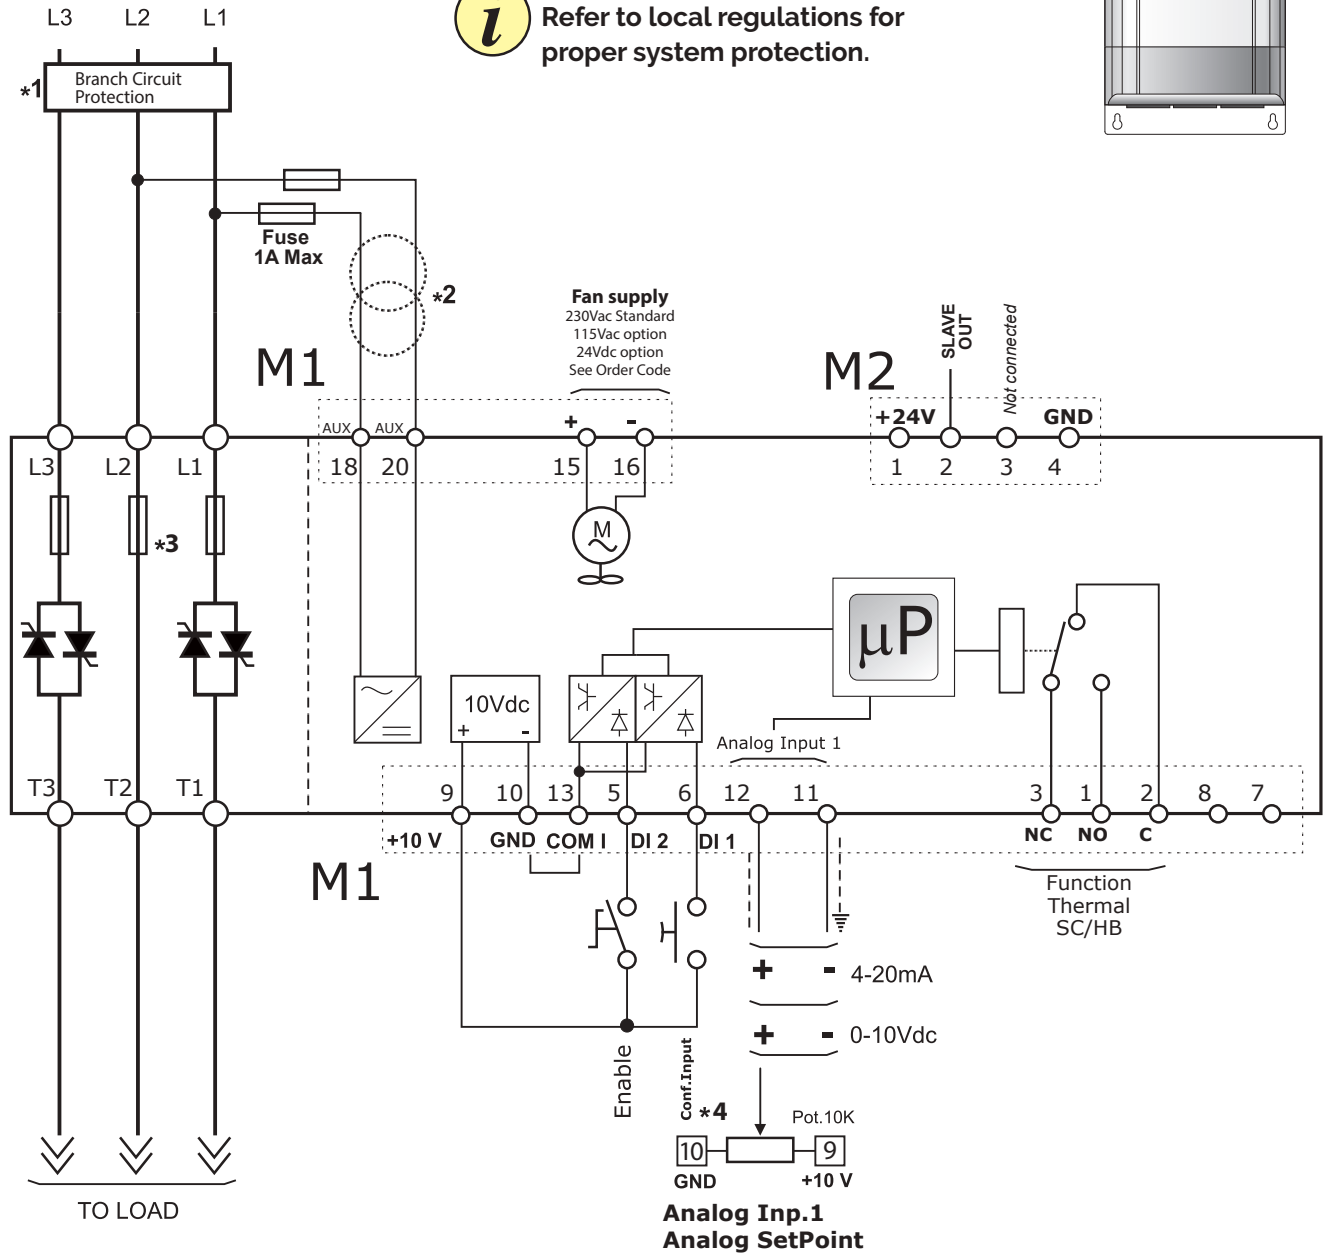 L3 L2 L1
i
Refer to local regulations for
proper system protection.
*1
Branch Circuit
Protection
Fuse
1A Max
*2
Fan supply
230Vac Standard
115Vac option
24Vdc option
See Order Code
M1
M2
SLAVE
OUT
Not connected
AUX AUX
+ -
+24V GND
L3 L2 L1
18 20
15 16
1 2 3 4
*3
M
µP
10Vdc
+ -
Analog Input 1
T3 T2 T1
9 10 13 5 6 12 11 3 1 2 8 7
+10 V GND COM I DI 2 DI 1
NC NO C
M1
Function
Thermal
SC/HB
+ - 4-20mA
+ - 0-10Vdc
Enable
Conf.Input
*4
Pot.10K
10 9
GND +10 V
TO LOAD
Analog Inp.1
Analog SetPoint